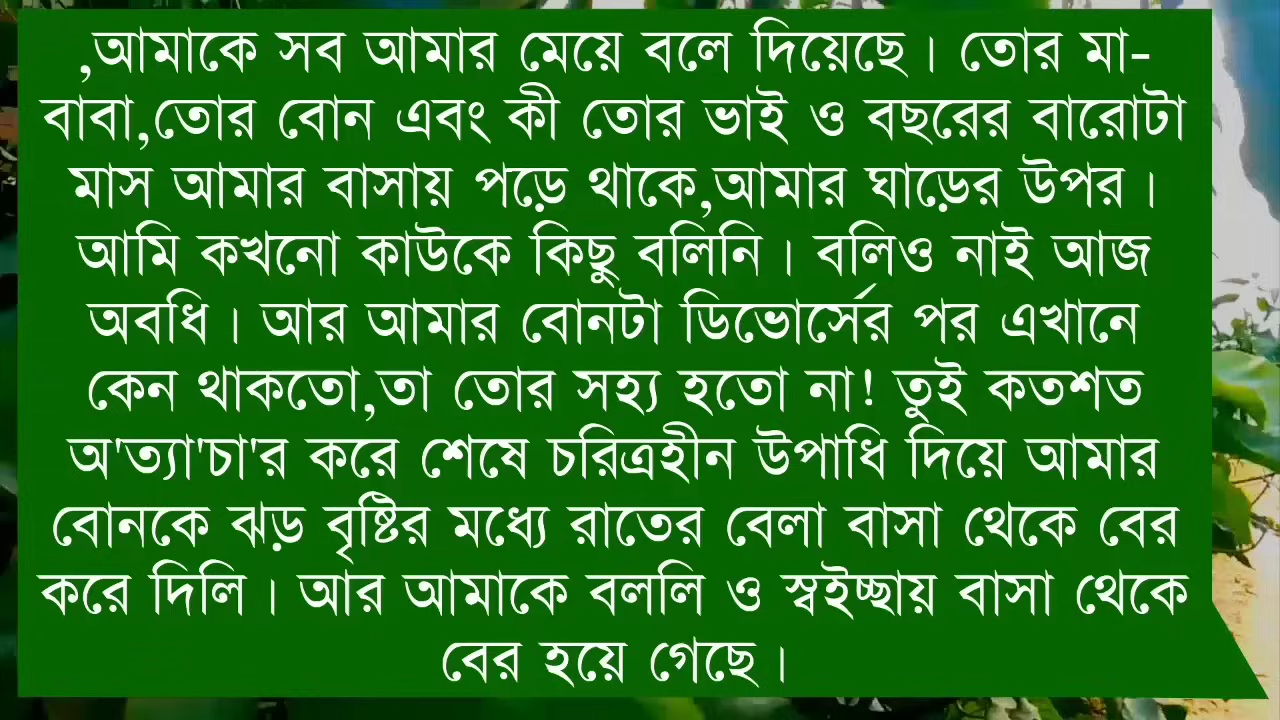 ,আমাকে সব আমার মেয়ে বলে দিয়েছে। তোর মা-
বাবা,তোর বোন এবং কী তোর ভাই ও বছরের বারোটা
মাস আমার বাসায় পড়ে থাকে,আমার ঘাড়ের উপর।
আমি কখনো কাউকে কিছু বলিনি। বলিও নাই আজ
অবধি। আর আমার বোনটা ডিভোর্সের পর এখানে
কেন থাকতো,তা তোর সহ্য হতো না! তুই কতশত
অ'ত্যা'চা'র করে শেষে চরিত্রহীন উপাধি দিয়ে আমার
বোনকে ঝড় বৃষ্টির মধ্যে রাতের বেলা বাসা থেকে বের
করে দিলি। আর আমাকে বললি ও স্বইচ্ছায় বাসা থেকে
বের হয়ে গেছে।